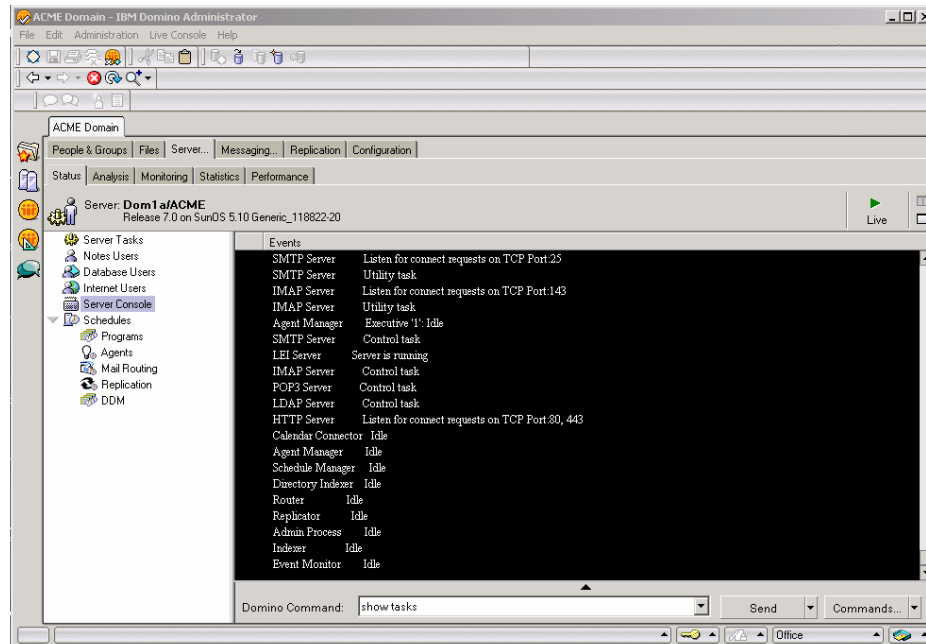 ACME Domain - IBM Domino Administrator
File Edit Administration Live Console Help
ACME Domain
People & Groups Files Server... Messaging... Replication Configuration
Status Analysis Monitoring Statistics Performance
Server: Dom1a/ACME
Release 7.0 on SunOS 5.10 Generic_118822-20
Live
Server Tasks
Notes Users
Database Users
Internet Users
Server Console
Schedules
Programs
Agents
Mail Routing
Replication
DDM
Events
SMTP Server Listen for connect requests on TCP Port:25
SMTP Server Utility task
IMAP Server Listen for connect requests on TCP Port:143
IMAP Server Utility task
Agent Manager Executive '1': Idle
SMTP Server Control task
LEI Server Server is running
IMAP Server Control task
POP3 Server Control task
LDAP Server Control task
HTTP Server Listen for connect requests on TCP Port:80, 443
Calendar Connector Idle
Agent Manager Idle
Schedule Manager Idle
Directory Indexer Idle
Router Idle
Replicator Idle
Admin Process Idle
Indexer Idle
Event Monitor Idle
Domino Command: show tasks Send Commands...
Office